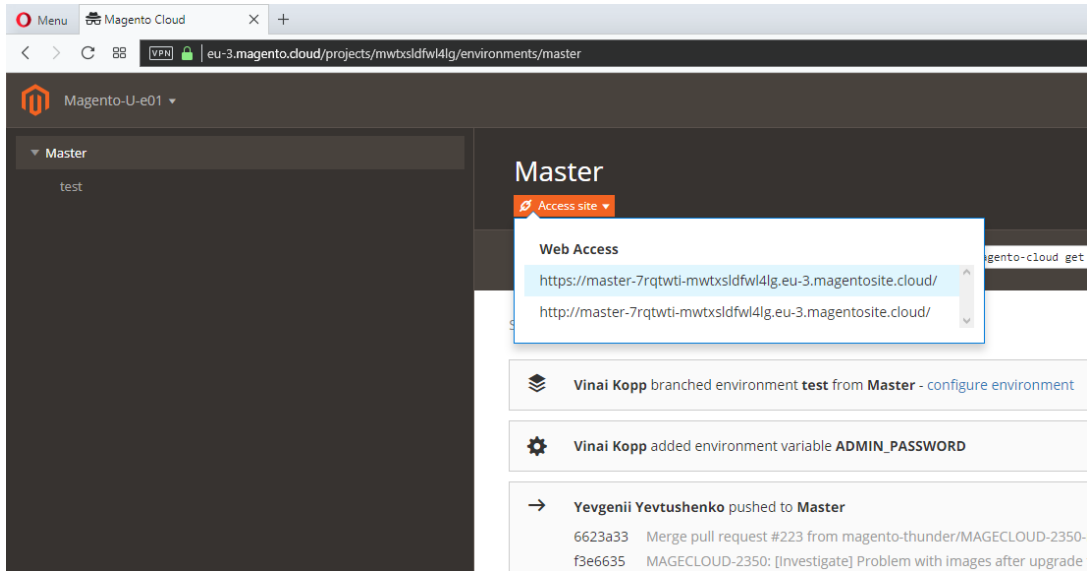 Menu
Magento Cloud
VPN eu-3.magento.cloud/projects/mwtxsldfwl4lg/environments/master
Magento-U-e01
Master
test
Master
Access site
Web Access
https://master-7rqtwti-mwtxsldfwl4lg.eu-3.magentosite.cloud/
agento-cloud get
http://master-7rqtwti-mwtxsldfwl4lg.eu-3.magentosite.cloud/
Vinai Kopp branched environment test from Master - configure environment
Vinai Kopp added environment variable ADMIN_PASSWORD
Yevgenii Yevtushenko pushed to Master
6623a33 Merge pull request #223 from magento-thunder/MAGECLOUD-2350-
f3e6635 MAGECLOUD-2350: [Investigate] Problem with images after upgrade